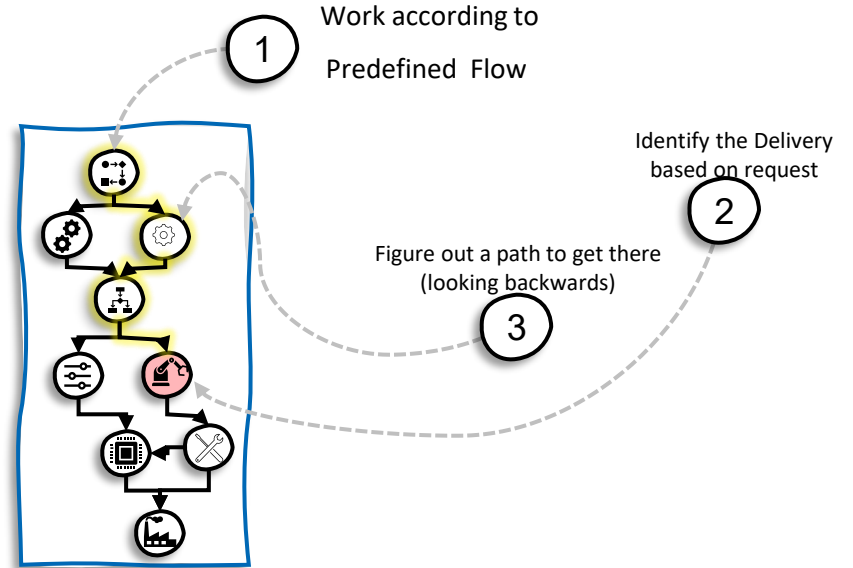 1
Work according to
Predefined Flow
Identify the Delivery
based on request
2
Figure out a path to get there
(looking backwards)
3